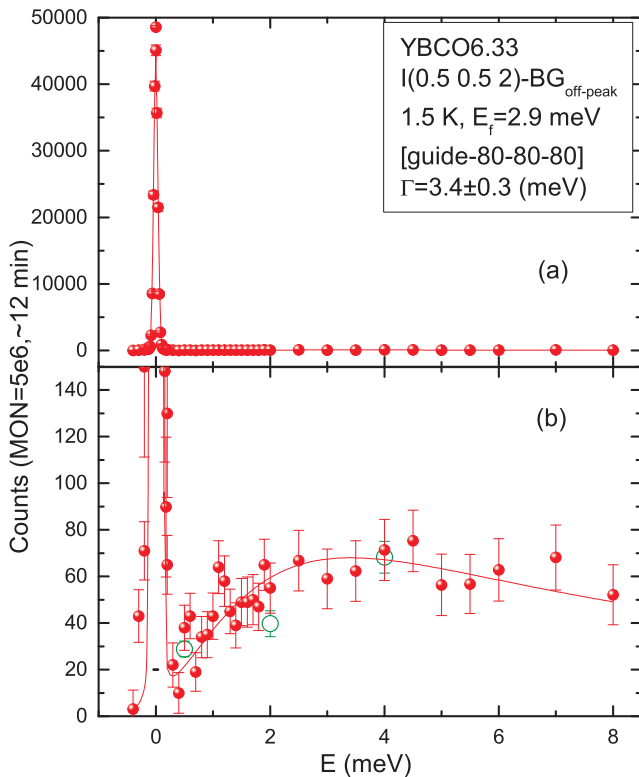 50000
40000
30000
20000
10000
0
YBCO6.33
I(0.5 0.5 2)-BGoff-peak
1.5 K, Ef=2.9 meV
[guide-80-80-80]
Γ=3.4±0.3 (meV)
(a)
Counts (MON=5e6,~12 min)
140
120
100
80
60
40
20
0
(b)
0 2 4 6 8
E (meV)